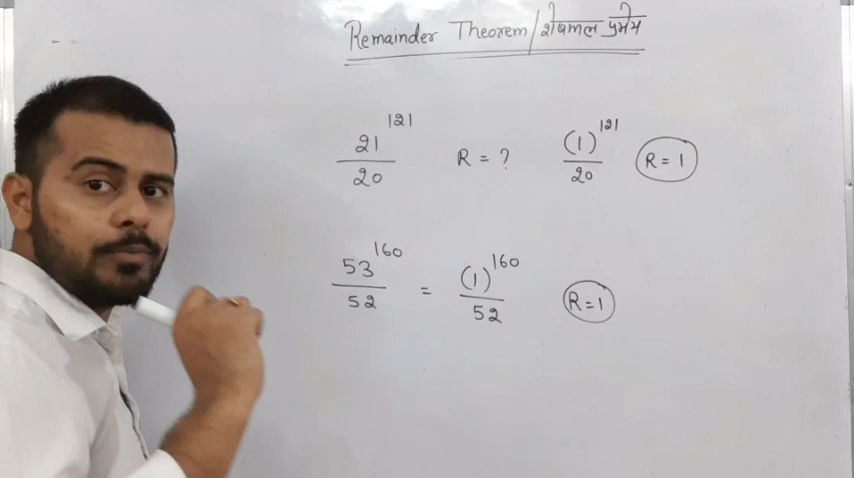 Remainder Theorem/शेषफल प्रमेय
21^121 / 20 R = ? (1)^121 / 20 R = 1
53^160 / 52 = (1)^160 / 52 R = 1